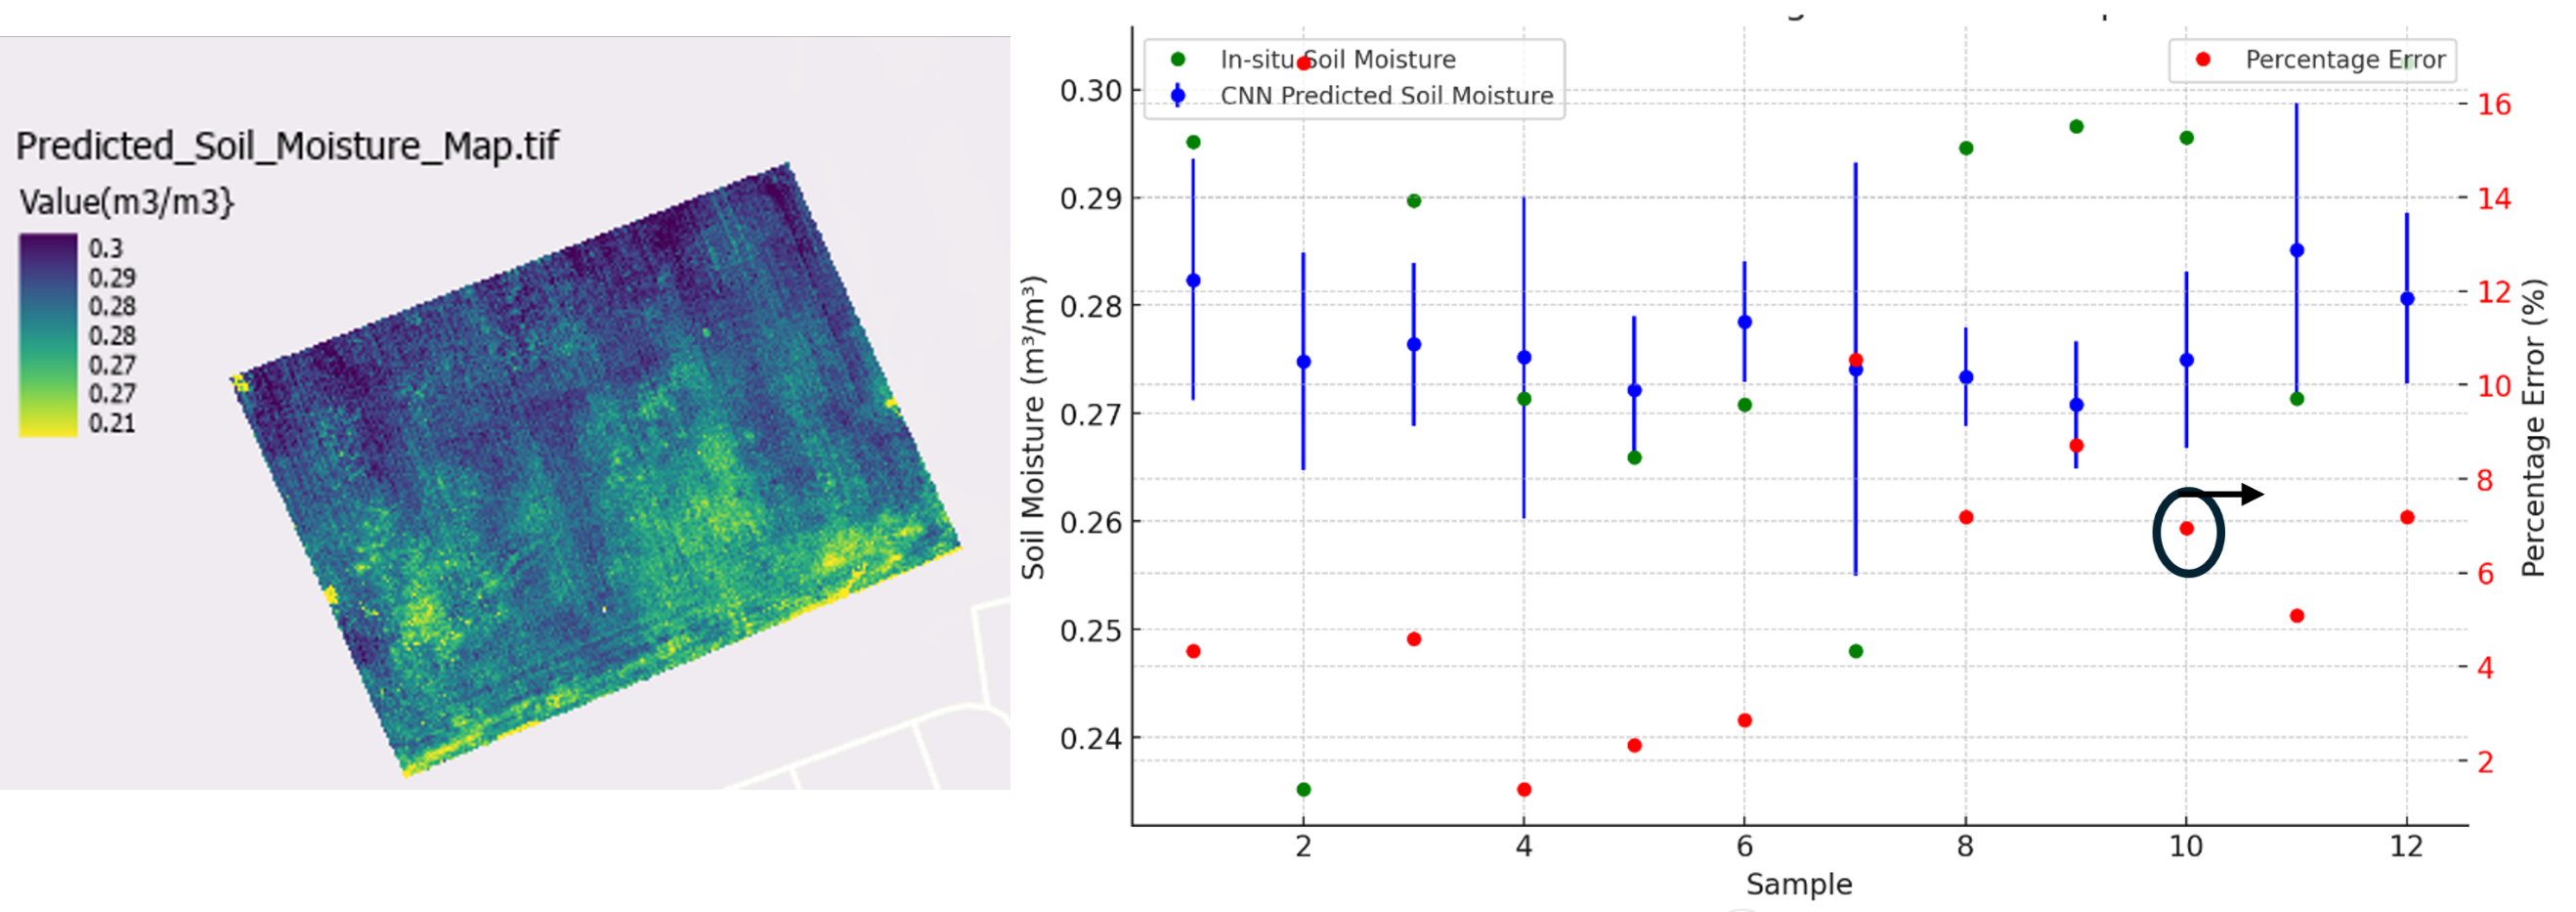 Predicted_Soil_Moisture_Map.tif
Value(m3/m3}
0.3
0.29
0.28
0.28
0.27
0.27
0.21
In-situ Soil Moisture
CNN Predicted Soil Moisture
Percentage Error
Soil Moisture (m³/m³)
0.30
0.29
0.28
0.27
0.26
0.25
0.24
16
14
12
10
8
6
4
2
Percentage Error (%)
2 4 6 8 10 12
Sample